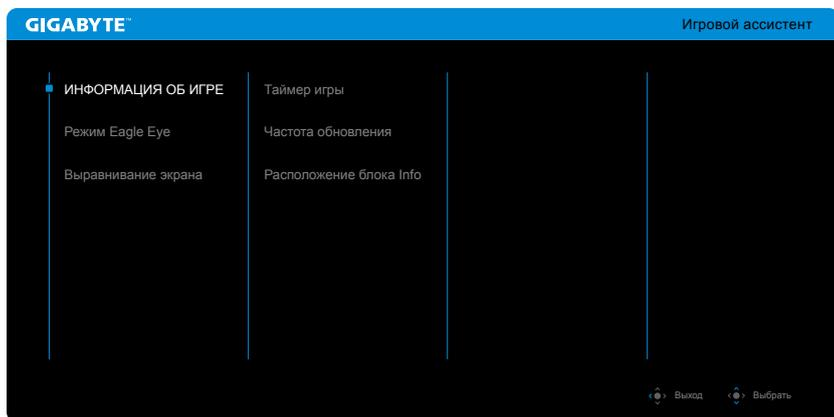 GIGABYTE™
Игровой ассистент
ИНФОРМАЦИЯ ОБ ИГРЕ
Режим Eagle Eye
Выравнивание экрана
Таймер игры
Частота обновления
Расположение блока Info
Выход
Выбрать